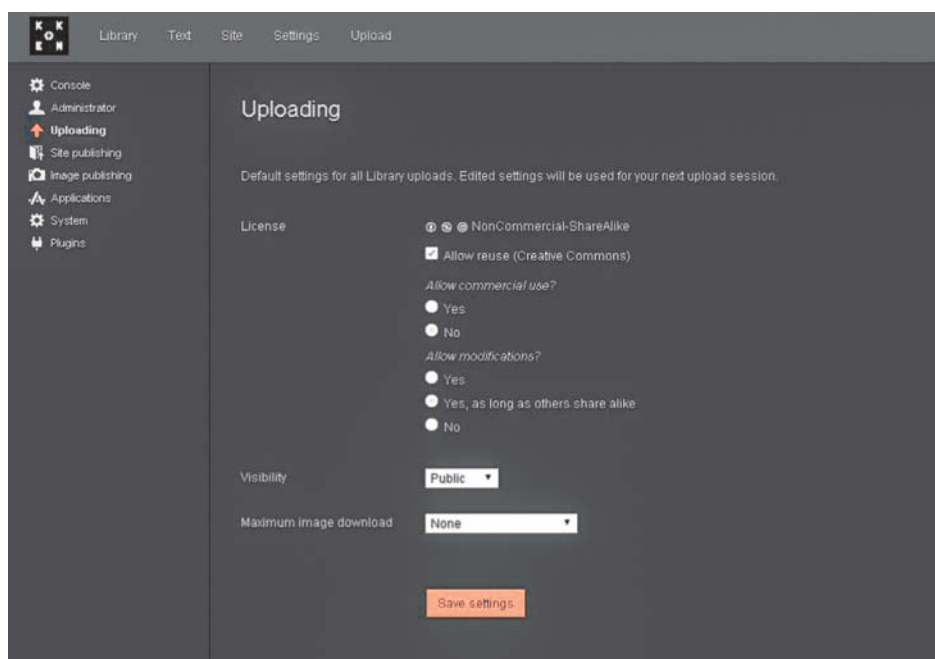 K K
O
E N
Library Text Site Settings Upload
Console
Administrator
Uploading
Site publishing
Image publishing
Applications
System
Plugins
Uploading
Default settings for all Library uploads. Edited settings will be used for your next upload session.
License
NonCommercial-ShareAlike
Allow reuse (Creative Commons)
Allow commercial use?
Yes
No
Allow modifications?
Yes
Yes, as long as others share alike
No
Visibility
Public
Maximum image download
None
Save settings